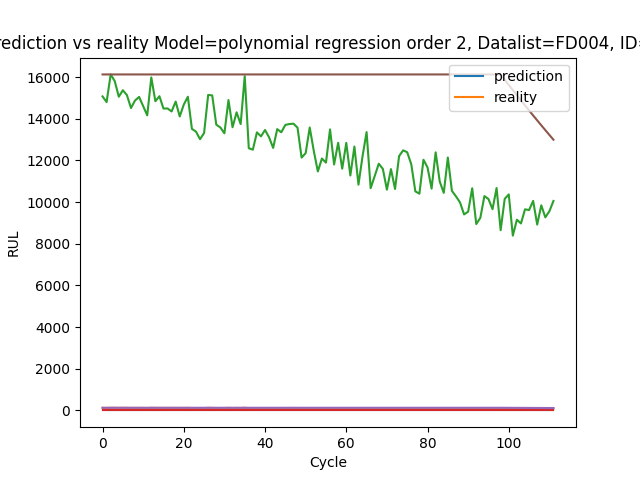 rediction vs reality Model=polynomial regression order 2, Datalist=FD004, ID=
prediction
reality
16000
14000
12000
10000
8000
6000
4000
2000
0
RUL
0 20 40 60 80 100
Cycle